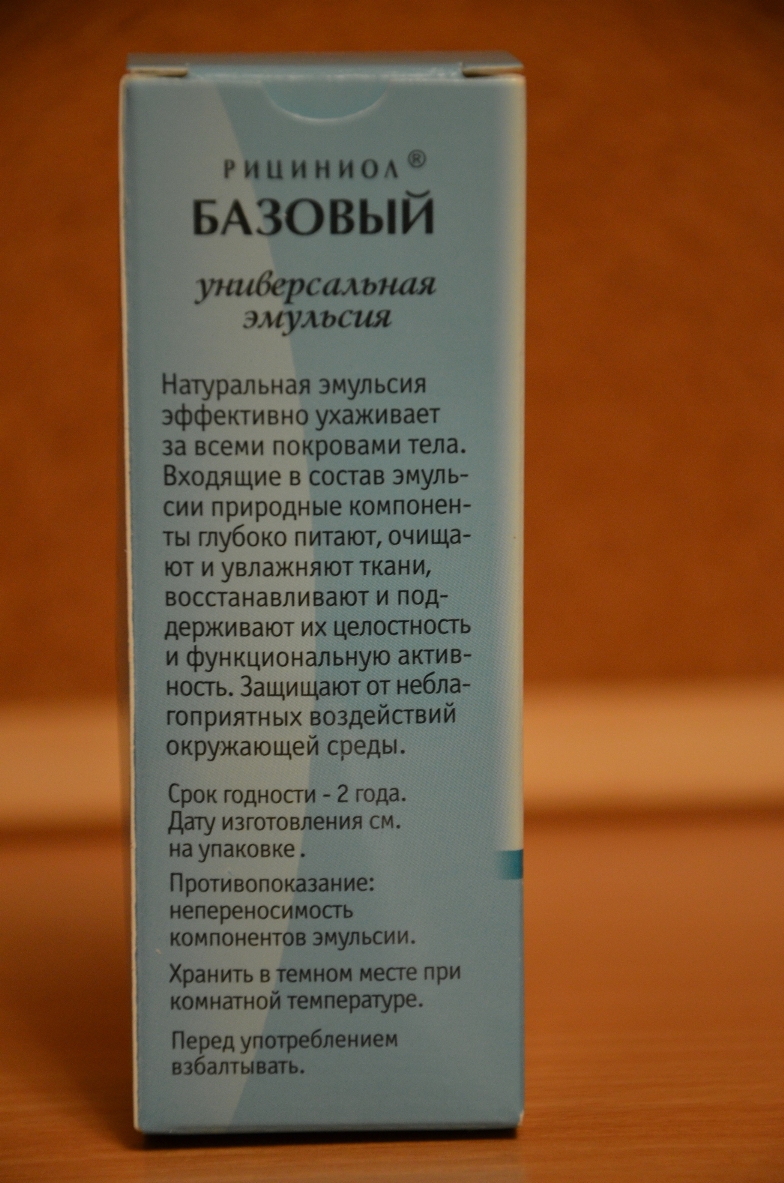 РИЦИНИОЛ®
БАЗОВЫЙ
универсальная
эмульсия
Натуральная эмульсия
эффективно ухаживает
за всеми покровами тела.
Входящие в состав эмуль-
сии природные компонен-
ты глубоко питают, очища-
ют и увлажняют ткани,
восстанавливают и под-
держивают их целостность
и функциональную актив-
ность. Защищают от небла-
гоприятных воздействий
окружающей среды.
Срок годности - 2 года.
Дату изготовления см.
на упаковке.
Противопоказание:
непереносимость
компонентов эмульсии.
Хранить в темном месте при
комнатной температуре.
Перед употреблением
взбалтывать.